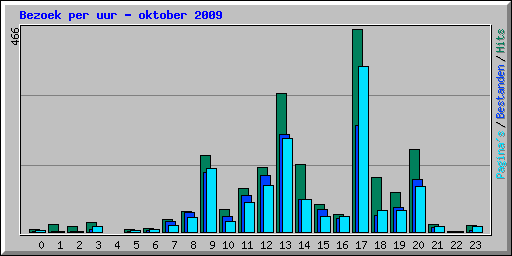 Bezoek per uur - oktober 2009
466
Pagina's / Bestanden / Hits
0 1 2 3 4 5 6 7 8 9 10 11 12 13 14 15 16 17 18 19 20 21 22 23